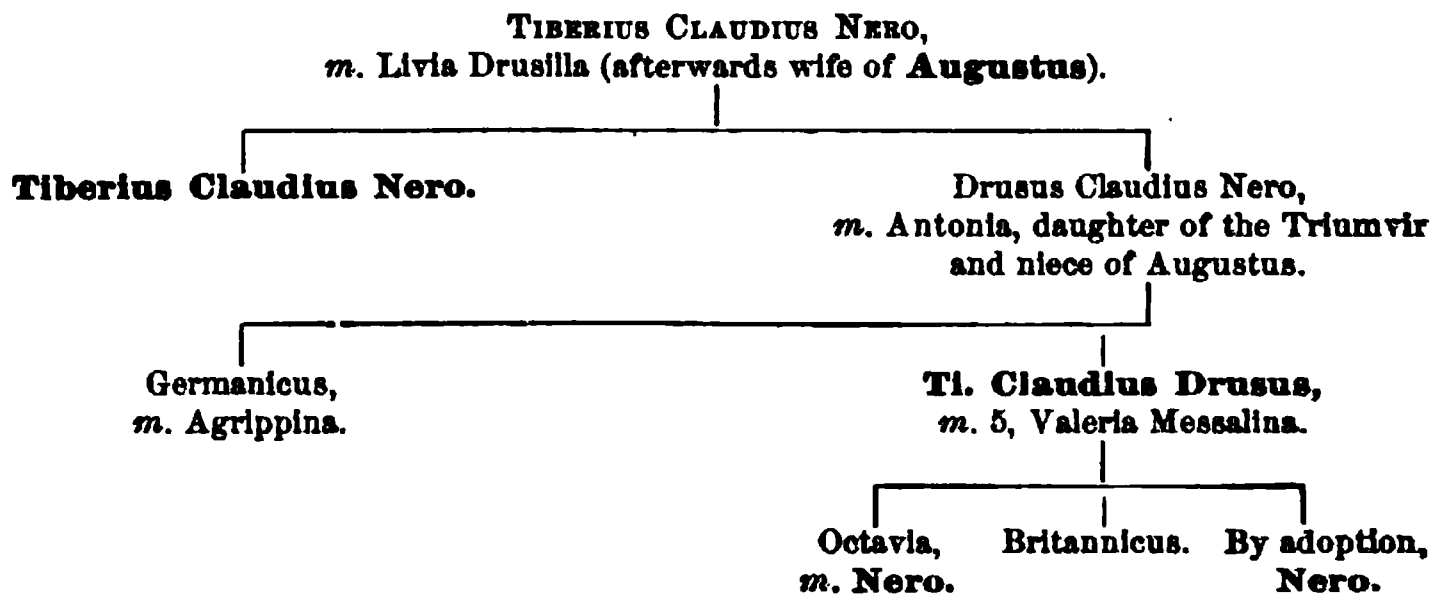 TIBERIUS CLAUDIUS NERO,
m. Livia Drusilla (afterwards wife of Augustus).
Tiberius Claudius Nero.
Drusus Claudius Nero,
m. Antonia, daughter of the Triumvir
and niece of Augustus.
Germanicus,
m. Agrippina.
Ti. Claudius Drusus,
m. 5, Valeria Messalina.
Octavia,
m. Nero.
Britannicus.
By adoption,
Nero.